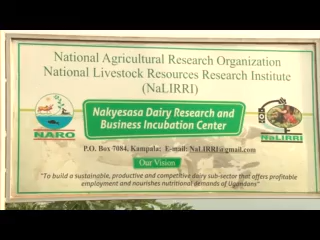 National Agricultural Research Organization
National Livestock Resources Research Institute
(NaLIRRI)
Nakyesasa Dairy Research and
Business Incubation Center
NARO
NaLIRRI
P.O. Box 7084, Kampala; E-mail: NaLIRRI@gmail.com
Our Vision
"To build a sustainable, productive and competitive dairy sub-sector that offers profitable
employment and nourishes nutritional demands of Ugandans"